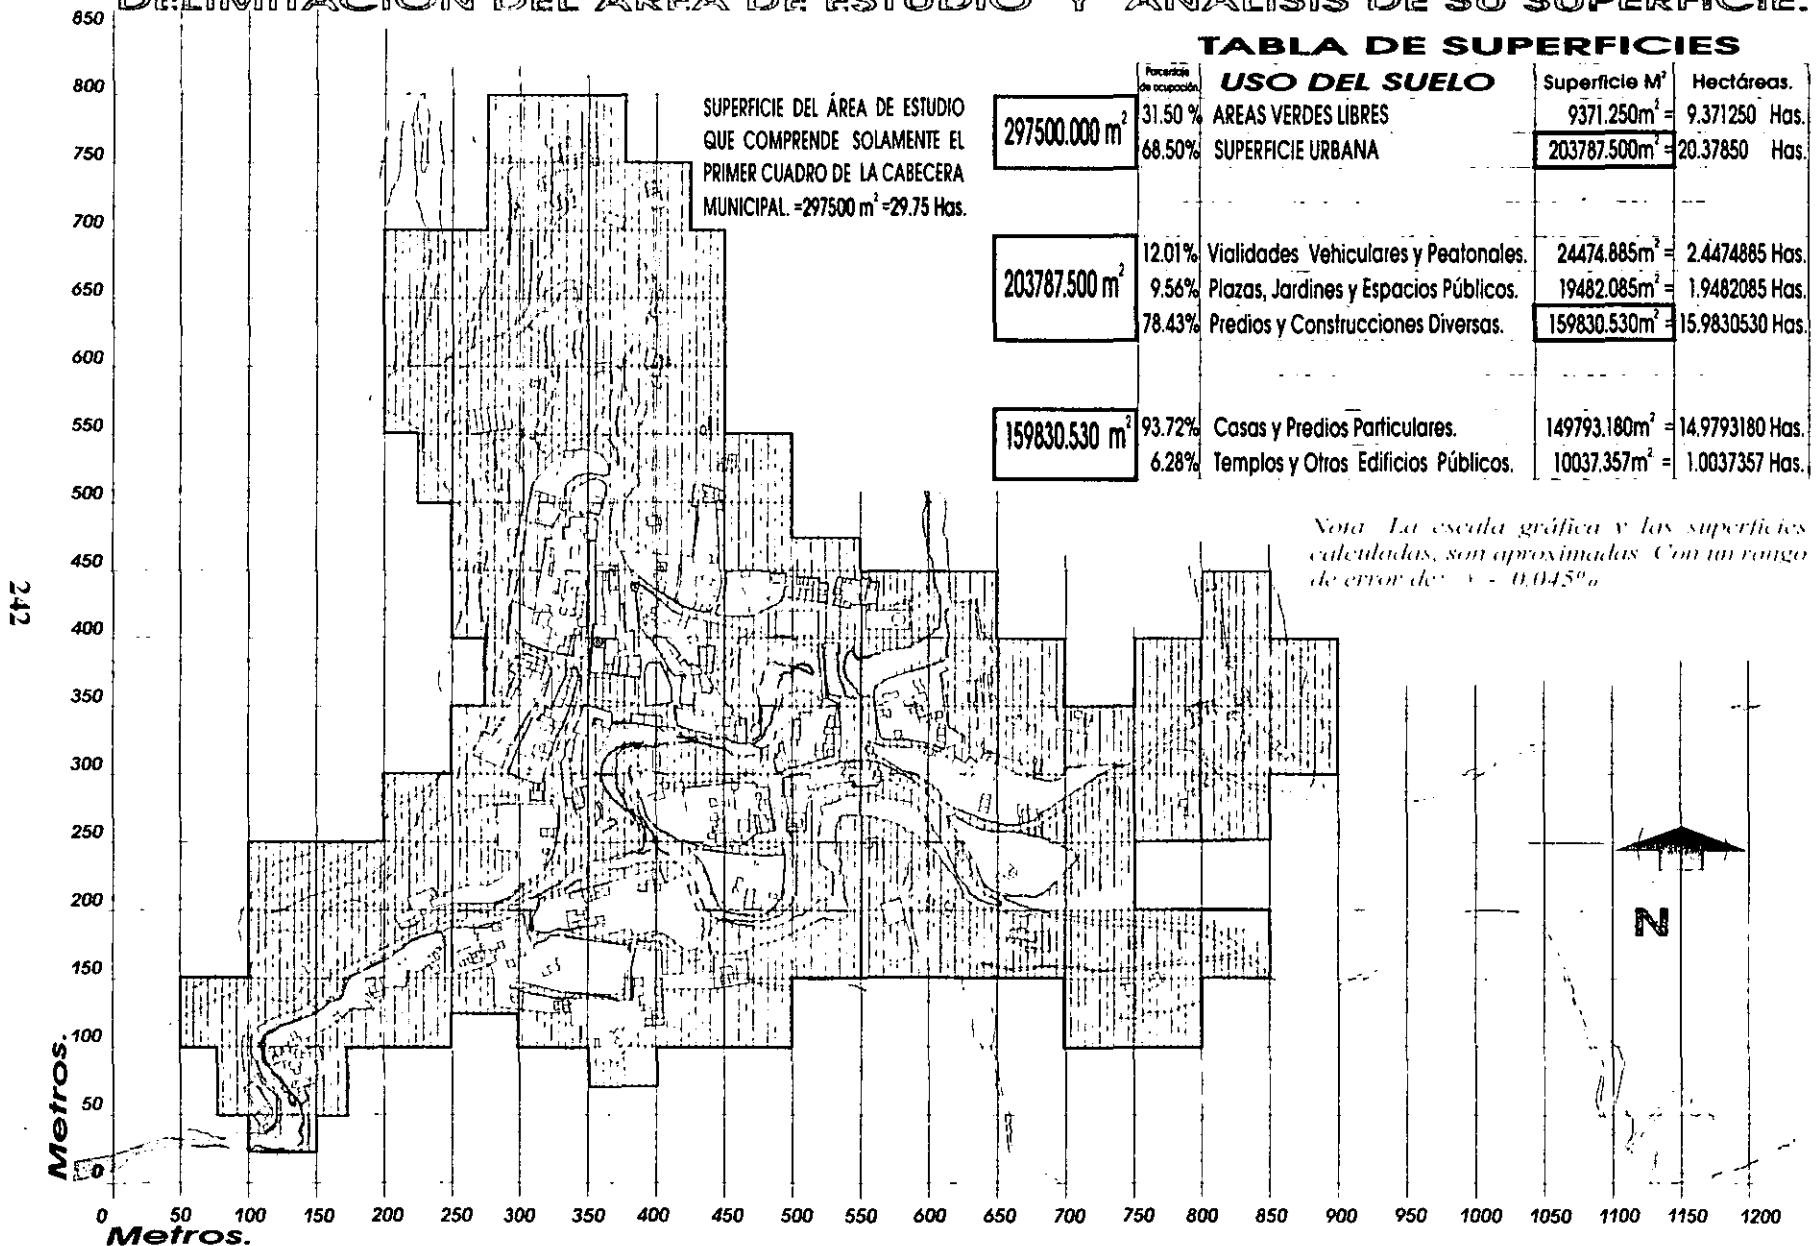 DELIMITACIÓN DEL ÁREA DE ESTUDIO Y ANÁLISIS DE SU SUPERFICIE.
TABLA DE SUPERFICIES
Porcentaje de ocupación. USO DEL SUELO Superficie M² Hectáreas.
SUPERFICIE DEL ÁREA DE ESTUDIO
QUE COMPRENDE SOLAMENTE EL
PRIMER CUADRO DE LA CABECERA
MUNICIPAL. =297500 m² =29.75 Has.
297500.000 m²
31.50 % AREAS VERDES LIBRES 9371.250m² = 9.371250 Has.
68.50% SUPERFICIE URBANA 203787.500m² = 20.37850 Has.
203787.500 m²
12.01% Vialidades Vehiculares y Peatonales. 24474.885m² = 2.4474885 Has.
9.56% Plazas, Jardines y Espacios Públicos. 19482.085m² = 1.9482085 Has.
78.43% Predios y Construcciones Diversas. 159830.530m² = 15.9830530 Has.
159830.530 m²
93.72% Casas y Predios Particulares. 149793.180m² = 14.9793180 Has.
6.28% Templos y Otros Edificios Públicos. 10037.357m² = 1.0037357 Has.
Nota La escala gráfica y las superficies
calculadas, son aproximadas. Con un rango
de error de: - 0.045%
N
242
850
800
750
700
650
600
550
500
450
400
350
300
250
200
150
100
50
0
Metros.
0 50 100 150 200 250 300 350 400 450 500 550 600 650 700 750 800 850 900 950 1000 1050 1100 1150 1200
Metros.